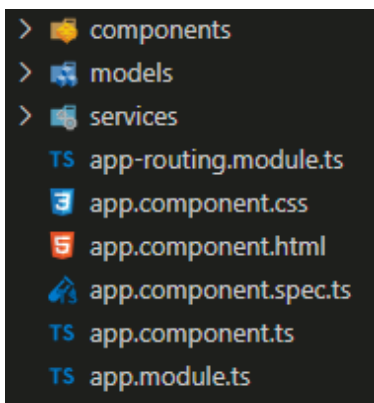 components
models
services
TS app-routing.module.ts
app.component.css
app.component.html
app.component.spec.ts
TS app.component.ts
TS app.module.ts